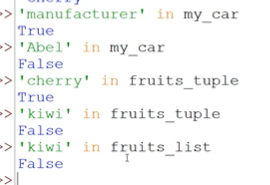 >>'manufacturer' in my_car
True
>>'Abel' in my_car
False
>>'cherry' in fruits_tuple
True
>>'kiwi' in fruits_tuple
False
>>'kiwi' in fruits_list
False
>>